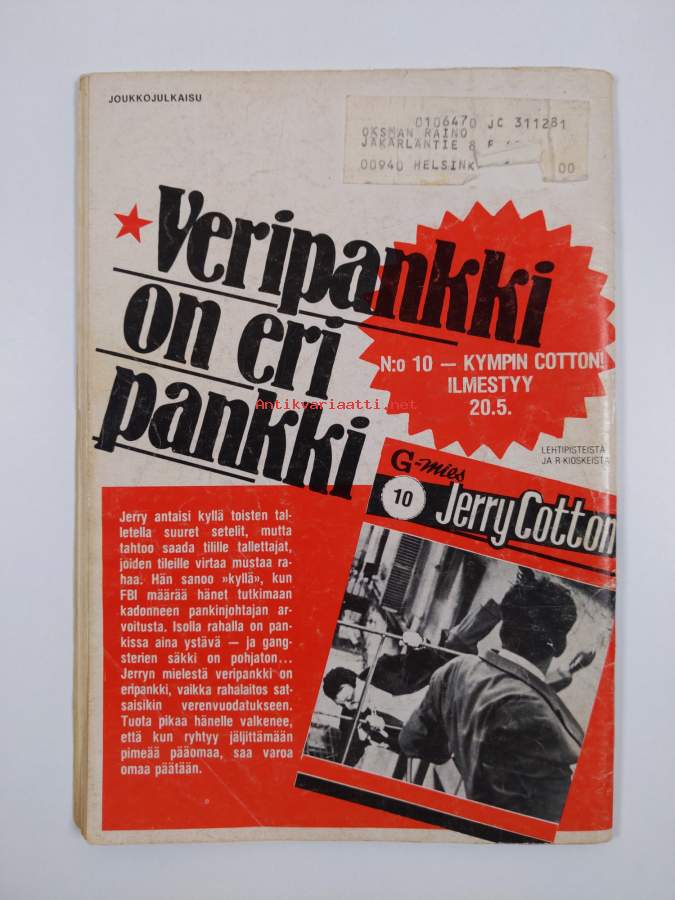 JOUKKOJULKAISU
0106470 JC 311281
OKSMAN RAINO
JAKARLANTIE 8
00940 HELSINK 00
Veripankki
on eri
pankki
N:o 10 — KYMPIN COTTON!
ILMESTYY
20.5.
Antikvariaatti.net
LEHTIPISTEISTÄ
JA R-KIOSKEISTA
G-mies
10 Jerry Cotton
Jerry antaisi kyllä toisten tal-
letella suuret setelit, mutta
tahtoo saada tilille tallettajat,
joiden tileille virtaa mustaa ra-
haa. Hän sanoo »kyllä», kun
FBI määrää hänet tutkimaan
kadonneen pankinjohtajan ar-
voitusta. Isolla rahalla on pan-
kissa aina ystävä — ja gang-
sterien säkki on pohjaton...
Jerryn mielestä veripankki on
eripankki, vaikka rahalaitos sat-
saisikin verenvuodatukseen.
Tuota pikaa hänelle valkenee,
että kun ryhtyy jäljittämään
pimeää pääomaa, saa varoa
omaa päätään.